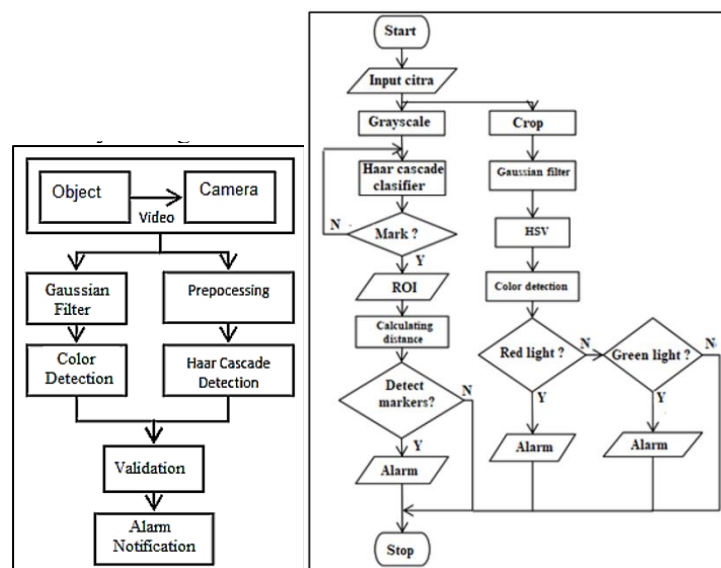 Object
Camera
Video
Gaussian
Filter
Prepocessing
Color
Detection
Haar Cascade
Detection
Validation
Alarm
Notification
Start
Input citra
Grayscale
Crop
Haar cascade
clasifier
Gaussian filter
N
Mark ?
HSV
Y
ROI
Color detection
Calculating
distance
Red light ?
N
Green light ?
N
Detect
markers?
N
Y
Y
Y
Alarm
Alarm
Alarm
Stop